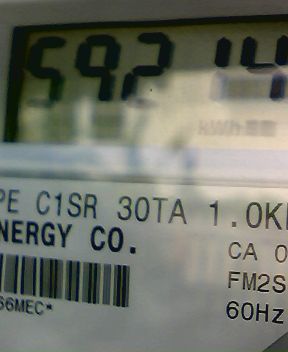 592 14
kWh
PE C1SR 30TA 1.0K
NERGY CO.
CA 0
FM2S
66MEC*
60Hz